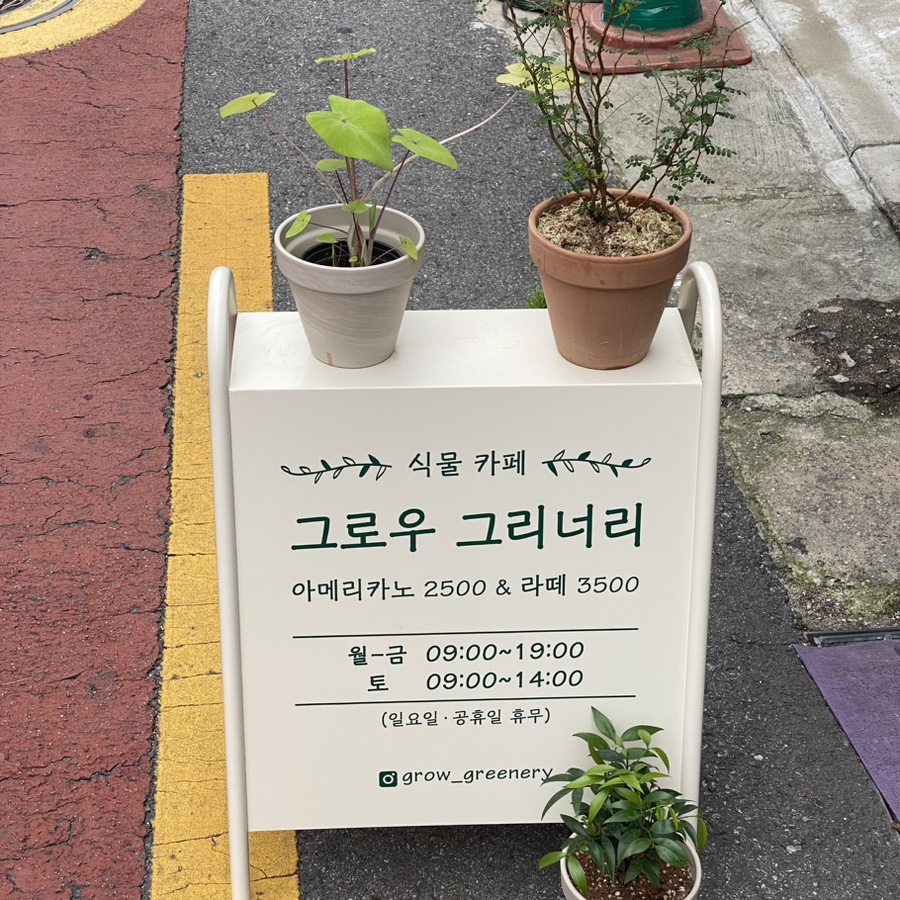 식물 카페
그로우 그리너리
아메리카노 2500 & 라떼 3500
월-금 09:00~19:00
토 09:00~14:00
(일요일·공휴일 휴무)
grow_greenery